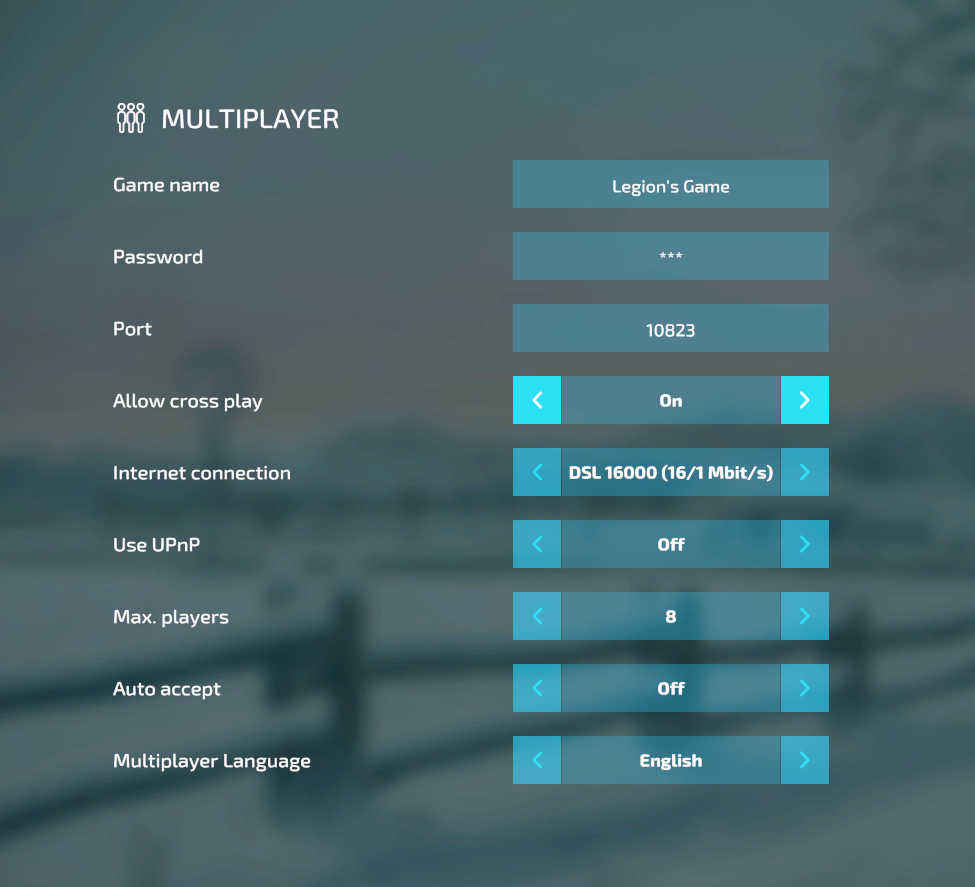 MULTIPLAYER
Game name Legion's Game
Password ***
Port 10823
Allow cross play On
Internet connection DSL 16000 (16/1 Mbit/s)
Use UPnP Off
Max. players 8
Auto accept Off
Multiplayer Language English